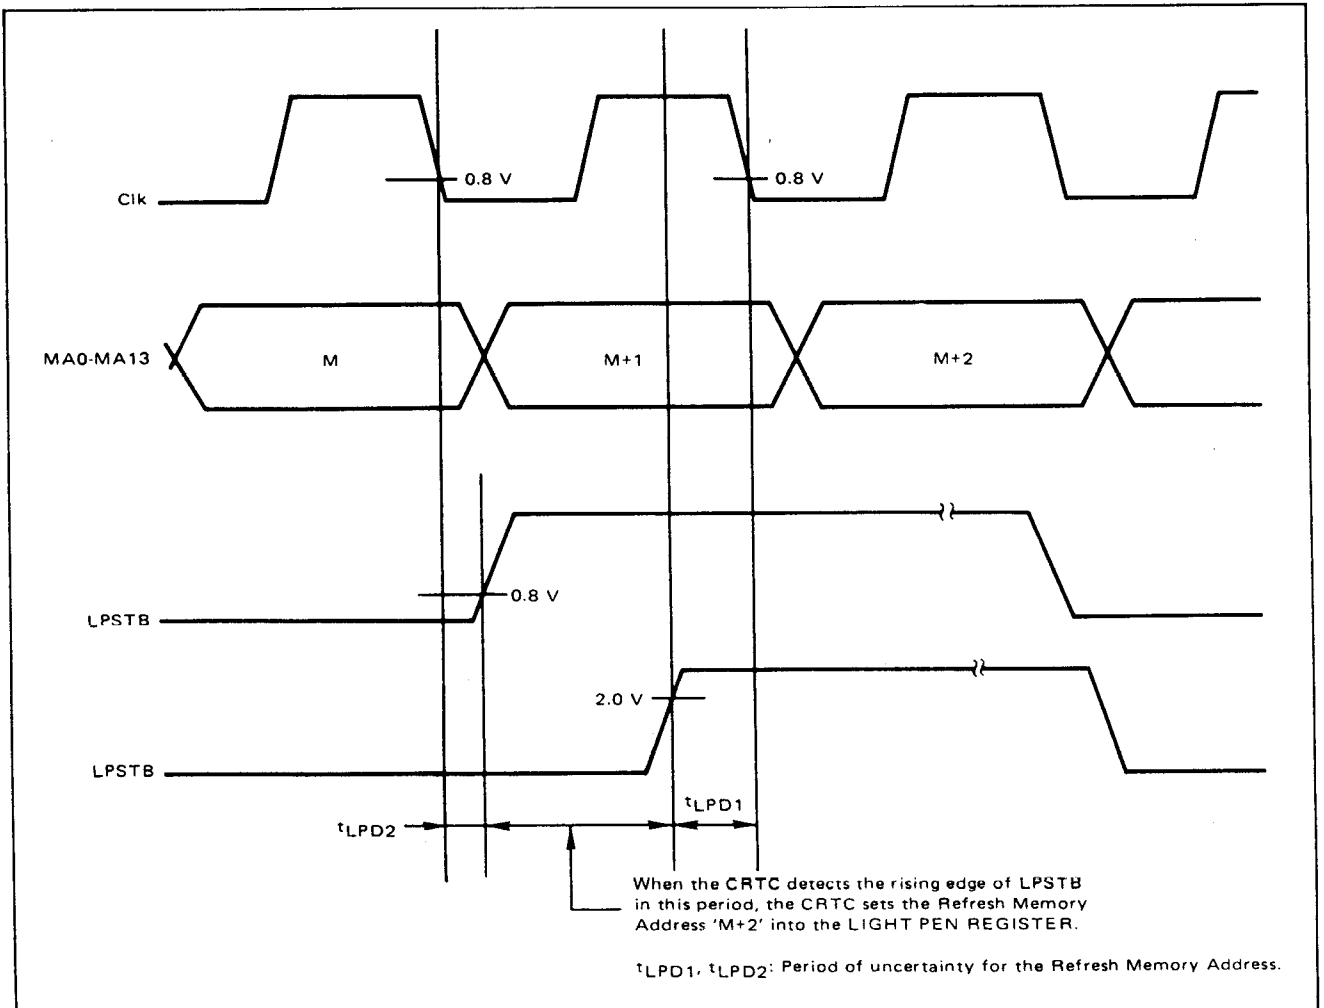 Clk
0.8 V
0.8 V
MA0-MA13
M
M+1
M+2
0.8 V
LPSTB
2.0 V
LPSTB
tLPD2
tLPD1
When the CRTC detects the rising edge of LPSTB
in this period, the CRTC sets the Refresh Memory
Address 'M+2' into the LIGHT PEN REGISTER.
tLPD1, tLPD2: Period of uncertainty for the Refresh Memory Address.